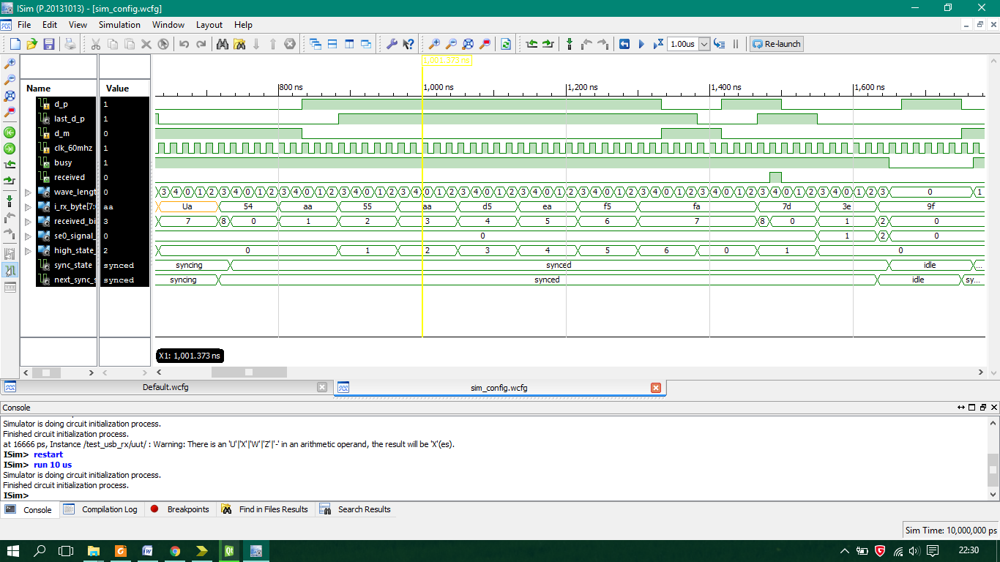 ISim (P.20131013) - [sim_config.wcfg]
File Edit View Simulation Window Layout Help
1.00us Re-launch
1,001.373 ns
Name Value
800 ns 1,000 ns 1,200 ns 1,400 ns 1,600 ns
d_p 1
last_d_p 1
d_m 0
clk_60mhz 1
busy 1
received 0
wave_lengt 0 3 4 0 1 2 3 4 0 1 2 3 4 0 1 2 3 4 0 1 2 3 4 0 1 2 3 4 0 1 2 3 4 0 1 2 3 4 0 1 2 3 4 0 1 2 3 4 0 1 2 3 4 0 1 2 3 4 0 1 2 3 0 1
i_rx_byte[7: aa Ua 54 aa 55 aa d5 ea f5 fa 7d 3e 9f
received_bi 3 7 8 0 1 2 3 4 5 6 7 8 0 1 2 0
se0_signal_ 0 0 1 2 0
high_state_ 2 0 1 2 3 4 5 6 0 1 0
sync_state synced syncing synced idle ...
next_sync_s synced syncing synced idle sy...
X1: 1,001.373 ns
Default.wcfg sim_config.wcfg
Console
Simulator is doing circuit initialization process.
Finished circuit initialization process.
at 16666 ps, Instance /test_usb_rx/uut/ : Warning: There is an 'U'|'X'|'W'|'Z'|'-' in an arithmetic operand, the result will be 'X'(es).
ISim> restart
ISim> run 10 us
Simulator is doing circuit initialization process.
Finished circuit initialization process.
ISim>
Console Compilation Log Breakpoints Find in Files Results Search Results
Sim Time: 10,000,000 ps
22:30